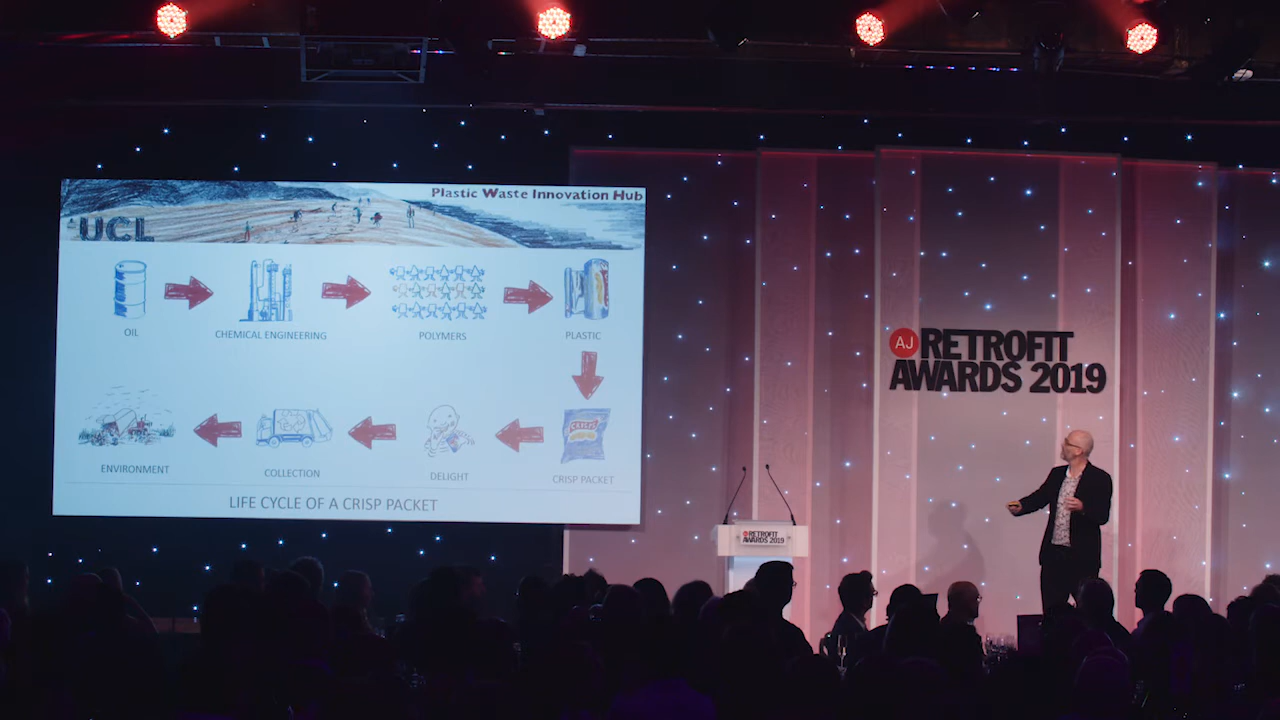 Plastic Waste Innovation Hub
UCL
OIL
CHEMICAL ENGINEERING
POLYMERS
PLASTIC
ENVIRONMENT
COLLECTION
DELIGHT
CRISP PACKET
LIFE CYCLE OF A CRISP PACKET
AJ RETROFIT
AWARDS 2019
RETROFIT
AWARDS 2019